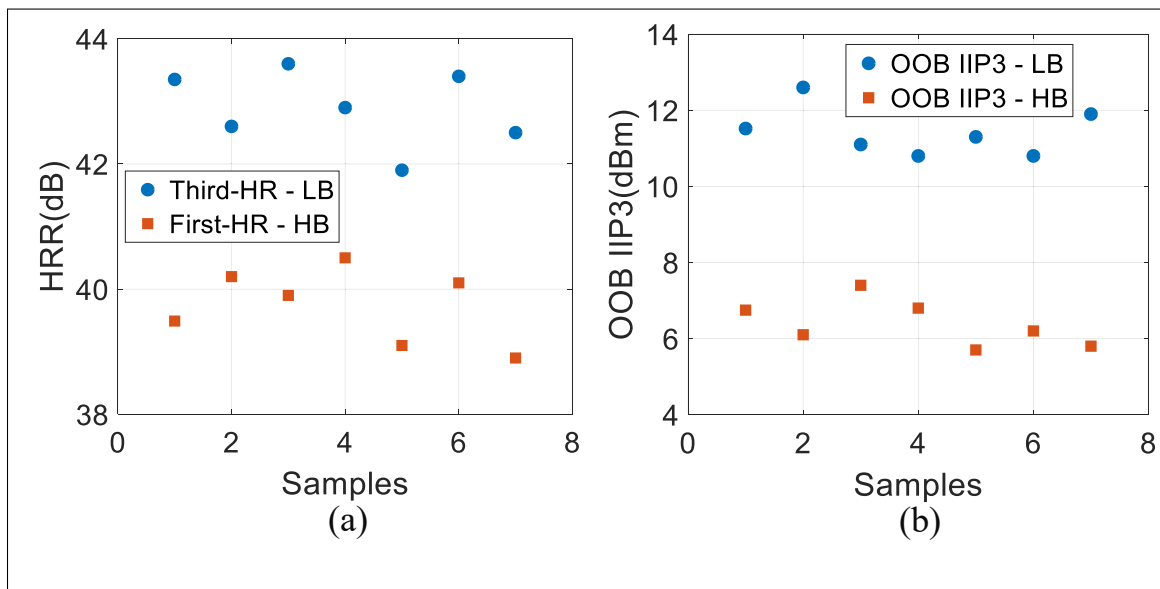 44
42
40
38
HRR(dB)
Third-HR - LB
First-HR - HB
0 2 4 6 8
Samples
(a)
14
12
10
8
6
4
OOB IIP3(dBm)
OOB IIP3 - LB
OOB IIP3 - HB
0 2 4 6 8
Samples
(b)